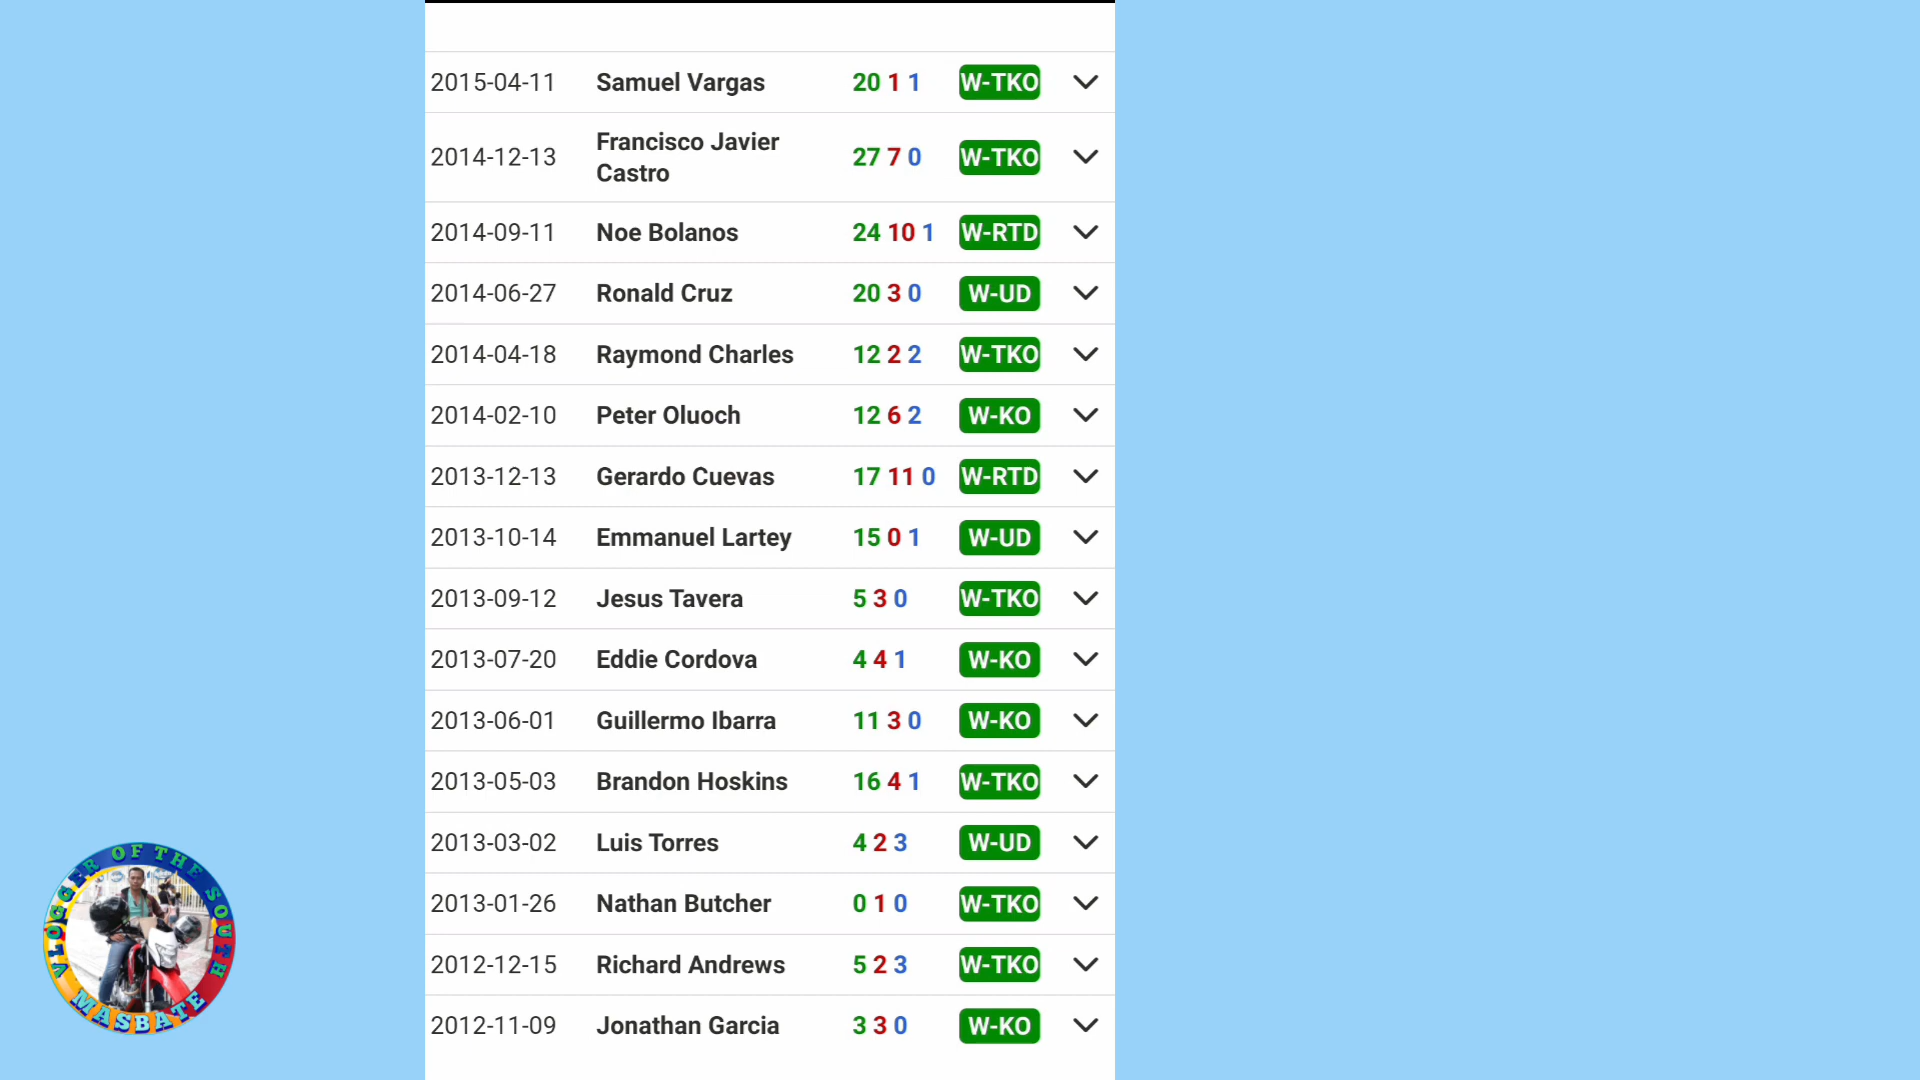 2015-04-11 Samuel Vargas 20 1 1 W-TKO
2014-12-13 Francisco Javier Castro 27 7 0 W-TKO
2014-09-11 Noe Bolanos 24 10 1 W-RTD
2014-06-27 Ronald Cruz 20 3 0 W-UD
2014-04-18 Raymond Charles 12 2 2 W-TKO
2014-02-10 Peter Oluoch 12 6 2 W-KO
2013-12-13 Gerardo Cuevas 17 11 0 W-RTD
2013-10-14 Emmanuel Lartey 15 0 1 W-UD
2013-09-12 Jesus Tavera 5 3 0 W-TKO
2013-07-20 Eddie Cordova 4 4 1 W-KO
2013-06-01 Guillermo Ibarra 11 3 0 W-KO
2013-05-03 Brandon Hoskins 16 4 1 W-TKO
2013-03-02 Luis Torres 4 2 3 W-UD
2013-01-26 Nathan Butcher 0 1 0 W-TKO
2012-12-15 Richard Andrews 5 2 3 W-TKO
2012-11-09 Jonathan Garcia 3 3 0 W-KO
VLOGGER OF THE SOUTH
MASBATE